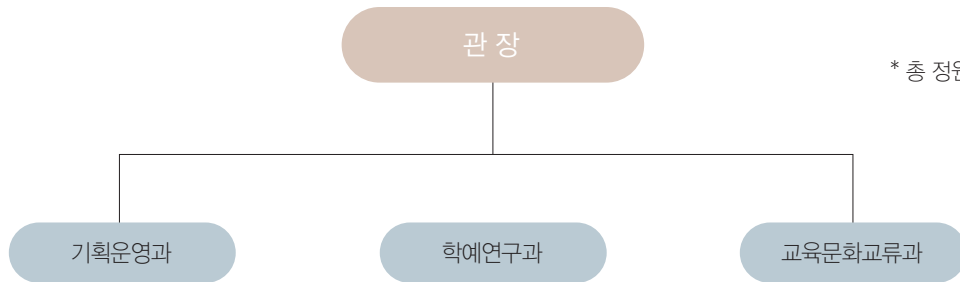 관 장
* 총 정원
기획운영과
학예연구과
교육문화교류과